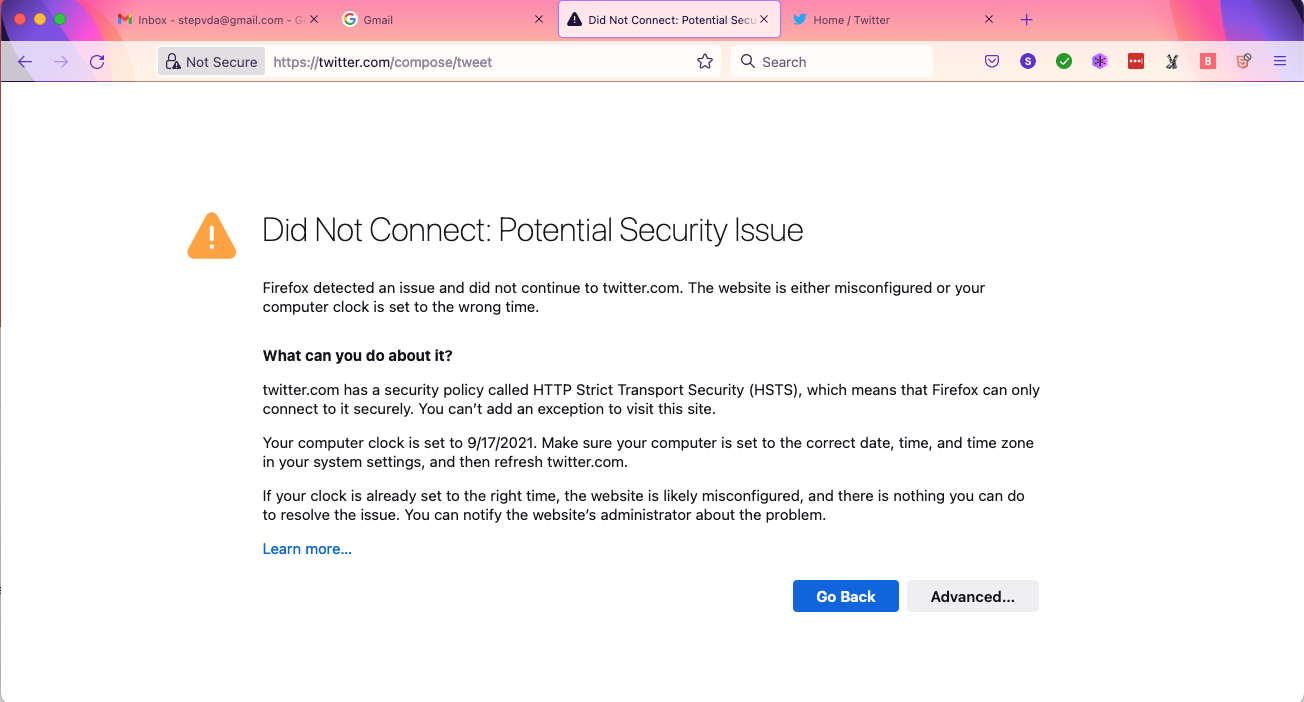 Inbox - stepvda@gmail.com - G
Gmail
Did Not Connect: Potential Secu
Home / Twitter
Not Secure
https://twitter.com/compose/tweet
Search
S
B
Did Not Connect: Potential Security Issue
Firefox detected an issue and did not continue to twitter.com. The website is either misconfigured or your
computer clock is set to the wrong time.
What can you do about it?
twitter.com has a security policy called HTTP Strict Transport Security (HSTS), which means that Firefox can only
connect to it securely. You can’t add an exception to visit this site.
Your computer clock is set to 9/17/2021. Make sure your computer is set to the correct date, time, and time zone
in your system settings, and then refresh twitter.com.
If your clock is already set to the right time, the website is likely misconfigured, and there is nothing you can do
to resolve the issue. You can notify the website’s administrator about the problem.
Learn more...
Go Back
Advanced...